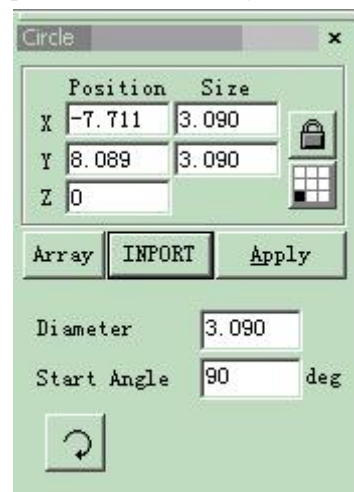 Circle ×
Position Size
X -7.711 3.090
Y 8.089 3.090
Z 0
Array INPORT Apply
Diameter 3.090
Start Angle 90 deg